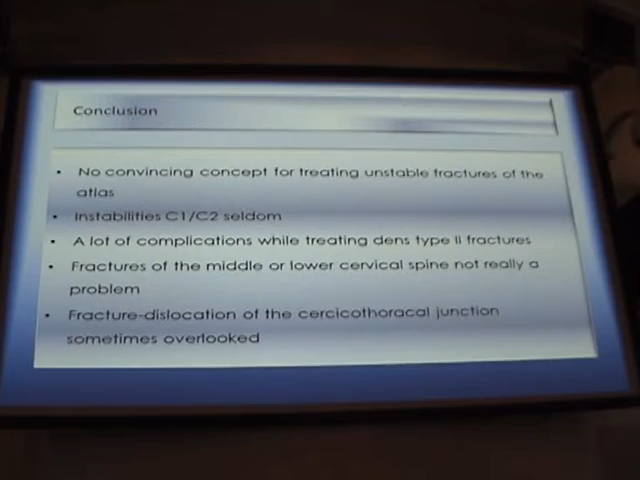 Conclusion
• No convincing concept for treating unstable fractures of the
atlas
• Instabilities C1/C2 seldom
• A lot of complications while treating dens type II fractures
• Fractures of the middle or lower cervical spine not really a
problem
• Fracture-dislocation of the cercicothoracal junction
sometimes overlooked